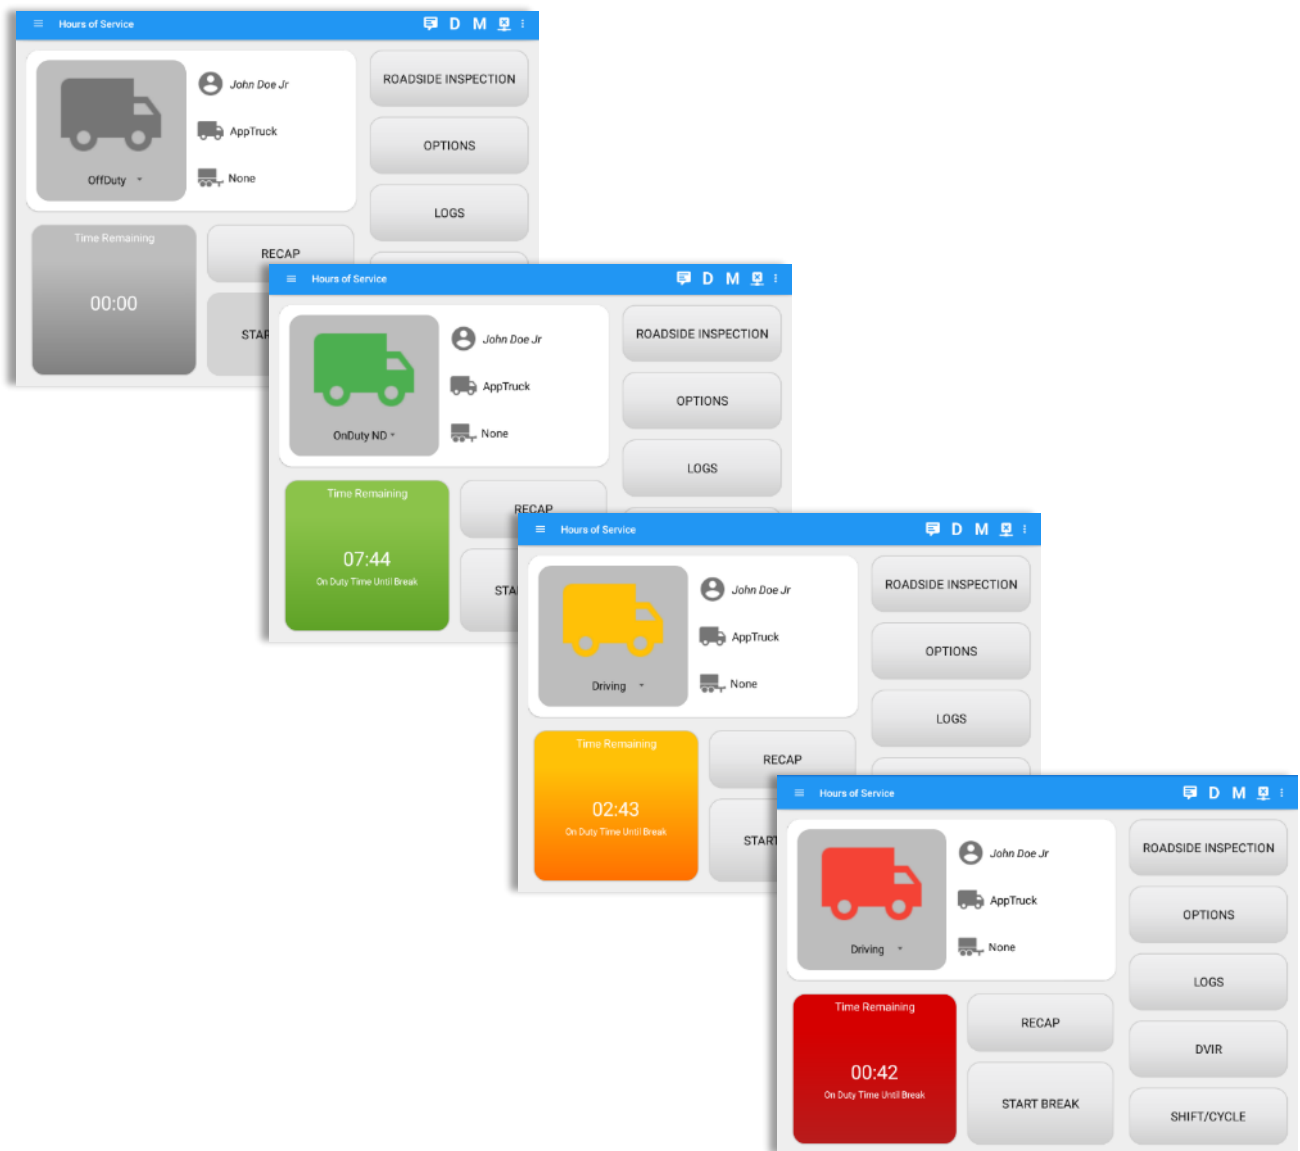 Hours of Service
D M
John Doe Jr
AppTruck
OffDuty
None
ROADSIDE INSPECTION
OPTIONS
LOGS
Time Remaining
00:00
RECAP
STAR
Hours of Service
D M
John Doe Jr
AppTruck
OnDuty ND
None
ROADSIDE INSPECTION
OPTIONS
LOGS
Time Remaining
07:44
On Duty Time Until Break
RECAP
STA
Hours of Service
D M
John Doe Jr
AppTruck
Driving
None
ROADSIDE INSPECTION
OPTIONS
LOGS
Time Remaining
02:43
On Duty Time Until Break
RECAP
START
Hours of Service
D M
John Doe Jr
AppTruck
Driving
None
ROADSIDE INSPECTION
OPTIONS
LOGS
DVIR
SHIFT/CYCLE
Time Remaining
00:42
On Duty Time Until Break
RECAP
START BREAK